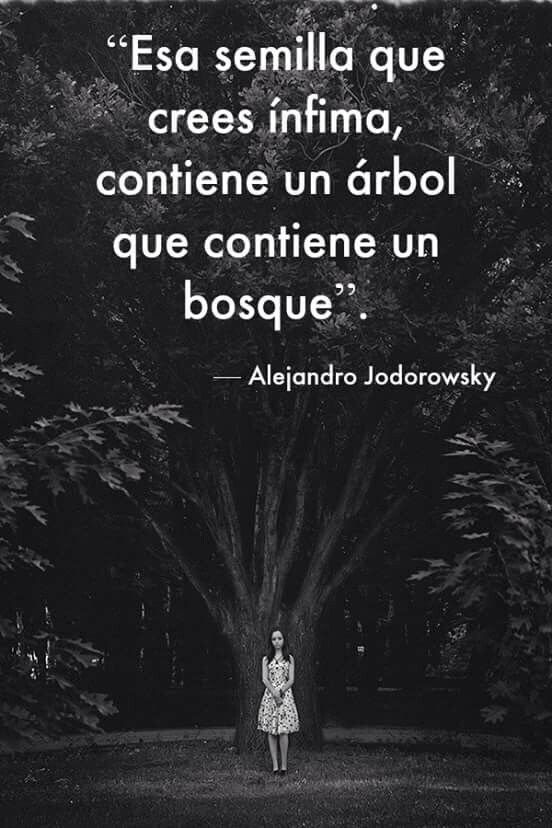 “Esa semilla que
crees ínfima,
contiene un árbol
que contiene un
bosque”.
— Alejandro Jodorowsky